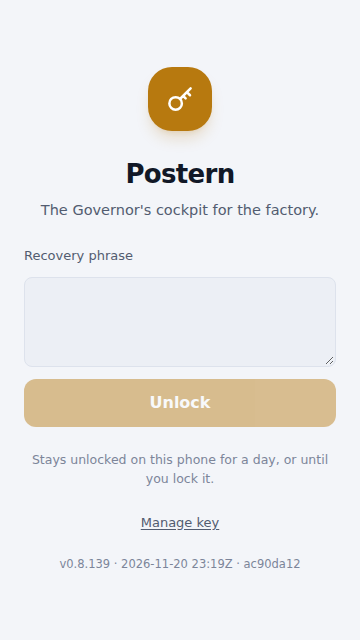 Postern
The Governor's cockpit for the factory.
Recovery phrase
Unlock
Stays unlocked on this phone for a day, or until
you lock it.
Manage key
v0.8.139 · 2026-11-20 23:19Z · ac90da12